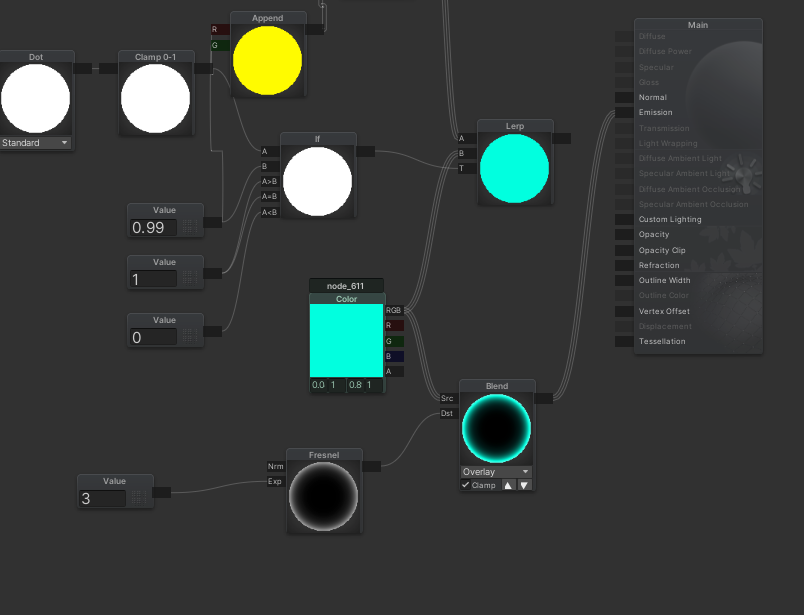 Append
R
G
Dot
Standard
Clamp 0-1
If
A
B
A>B
A=B
A<B
Value
0.99
Value
1
Value
0
Lerp
A
B
T
node_611
Color
RGB
R
G
B
A
0.0 1 0.8 1
Blend
Src
Dst
Overlay
Clamp
Fresnel
Nrm
Exp
Value
3
Main
Diffuse
Diffuse Power
Specular
Gloss
Normal
Emission
Transmission
Light Wrapping
Diffuse Ambient Light
Specular Ambient Light
Diffuse Ambient Occlusion
Specular Ambient Occlusion
Custom Lighting
Opacity
Opacity Clip
Refraction
Outline Width
Outline Color
Vertex Offset
Displacement
Tessellation